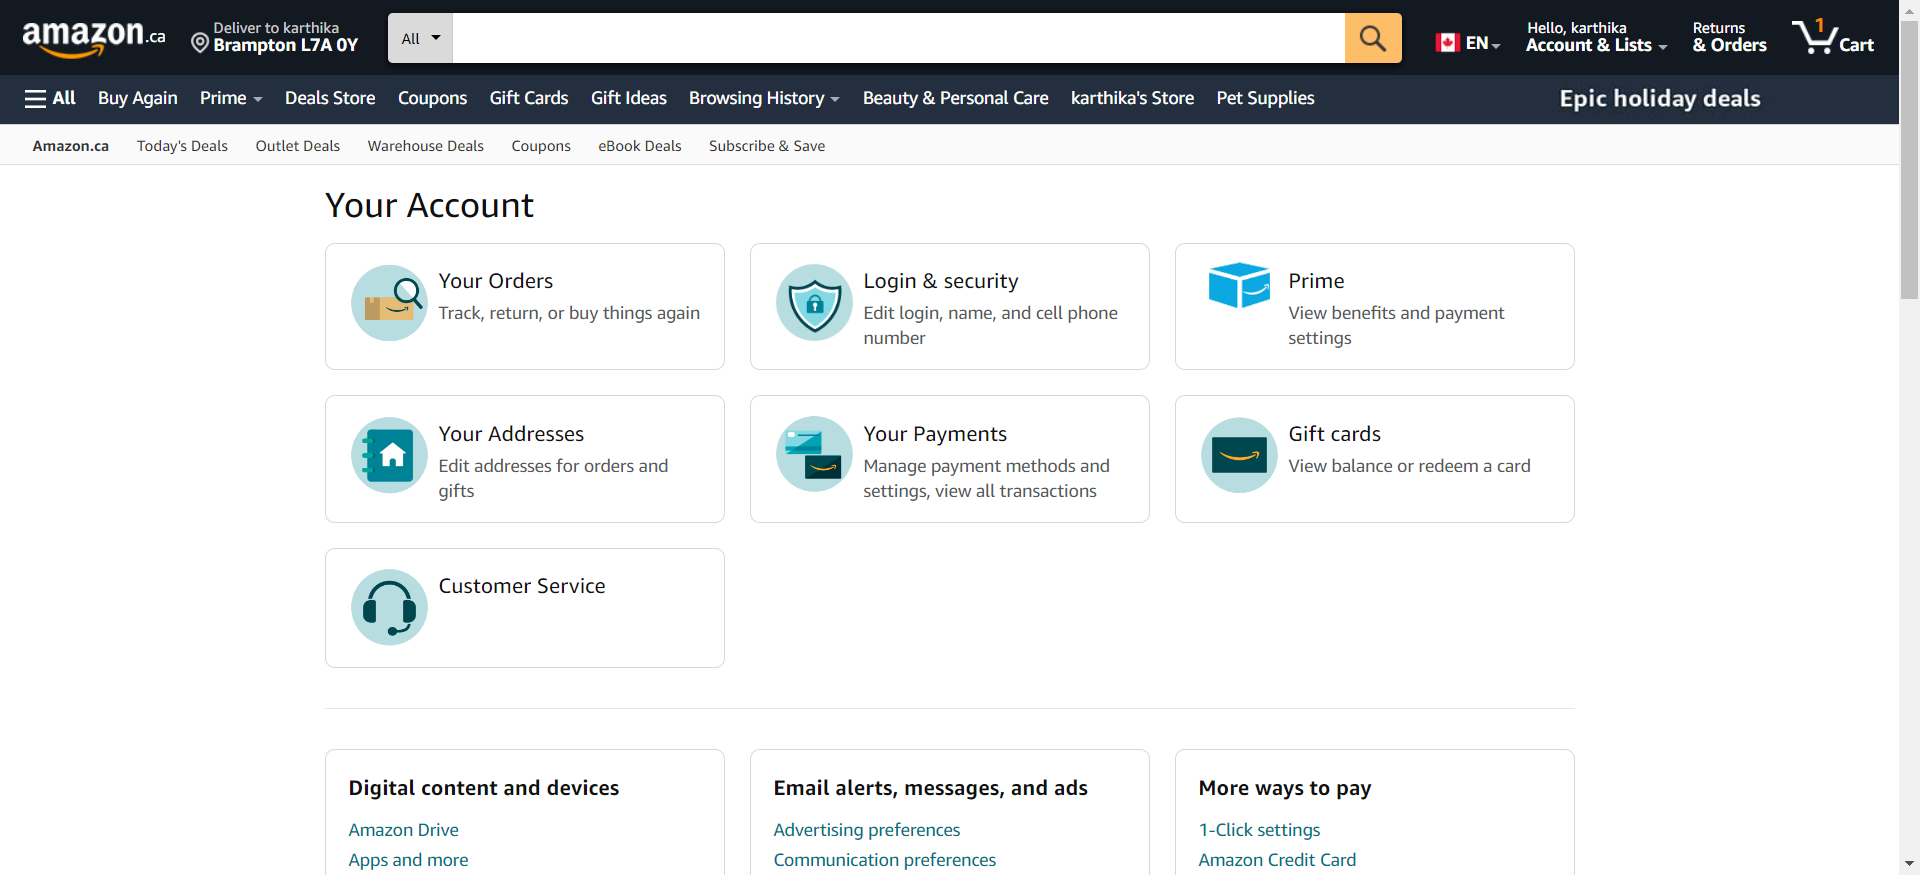 amazon.ca
Deliver to karthika
Brampton L7A 0Y
All
EN
Hello, karthika
Account & Lists
Returns
& Orders
1
Cart
All
Buy Again
Prime
Deals Store
Coupons
Gift Cards
Gift Ideas
Browsing History
Beauty & Personal Care
karthika's Store
Pet Supplies
Epic holiday deals
Amazon.ca
Today's Deals
Outlet Deals
Warehouse Deals
Coupons
eBook Deals
Subscribe & Save
Your Account
Your Orders
Track, return, or buy things again
Login & security
Edit login, name, and cell phone
number
Prime
View benefits and payment
settings
Your Addresses
Edit addresses for orders and
gifts
Your Payments
Manage payment methods and
settings, view all transactions
Gift cards
View balance or redeem a card
Customer Service
Digital content and devices
Amazon Drive
Apps and more
Email alerts, messages, and ads
Advertising preferences
Communication preferences
More ways to pay
1-Click settings
Amazon Credit Card